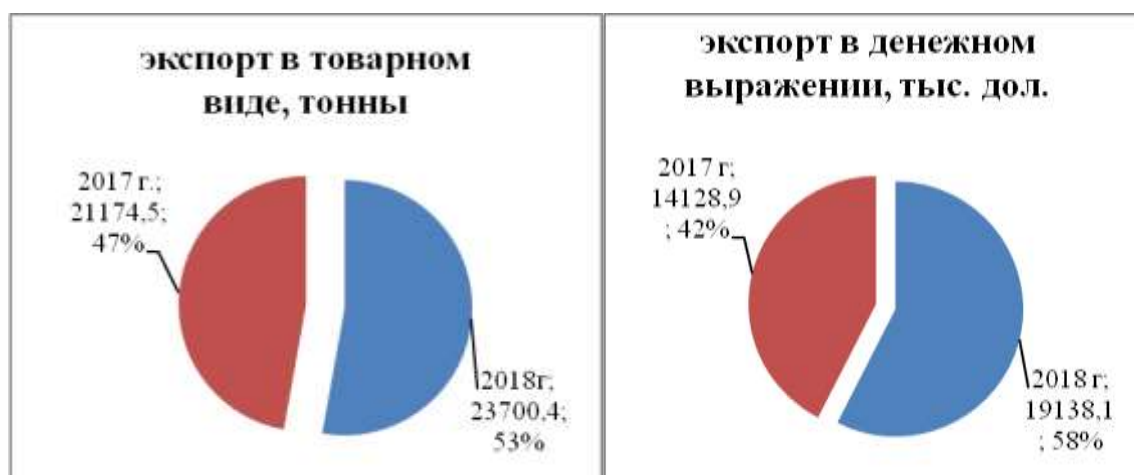 экспорт в товарном
виде, тонны
2017 г.;
21174,5;
47%
2018г;
23700,4;
53%
экспорт в денежном
выражении, тыс. дол.
2017 г;
14128,9
; 42%
2018 г;
19138,1
; 58%